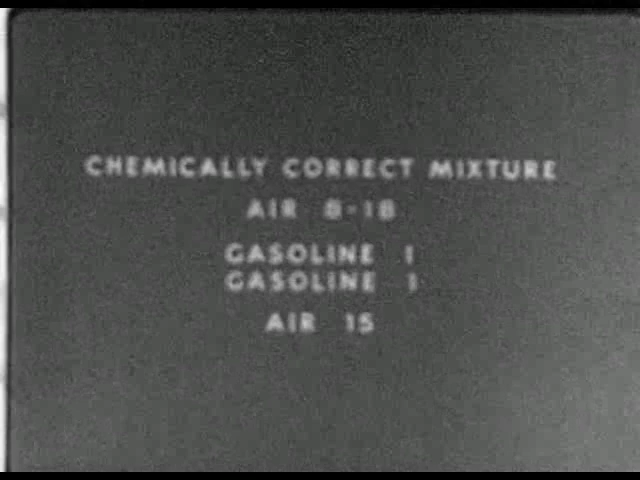 CHEMICALLY CORRECT MIXTURE
AIR 8-18
GASOLINE 1
GASOLINE 1
AIR 15